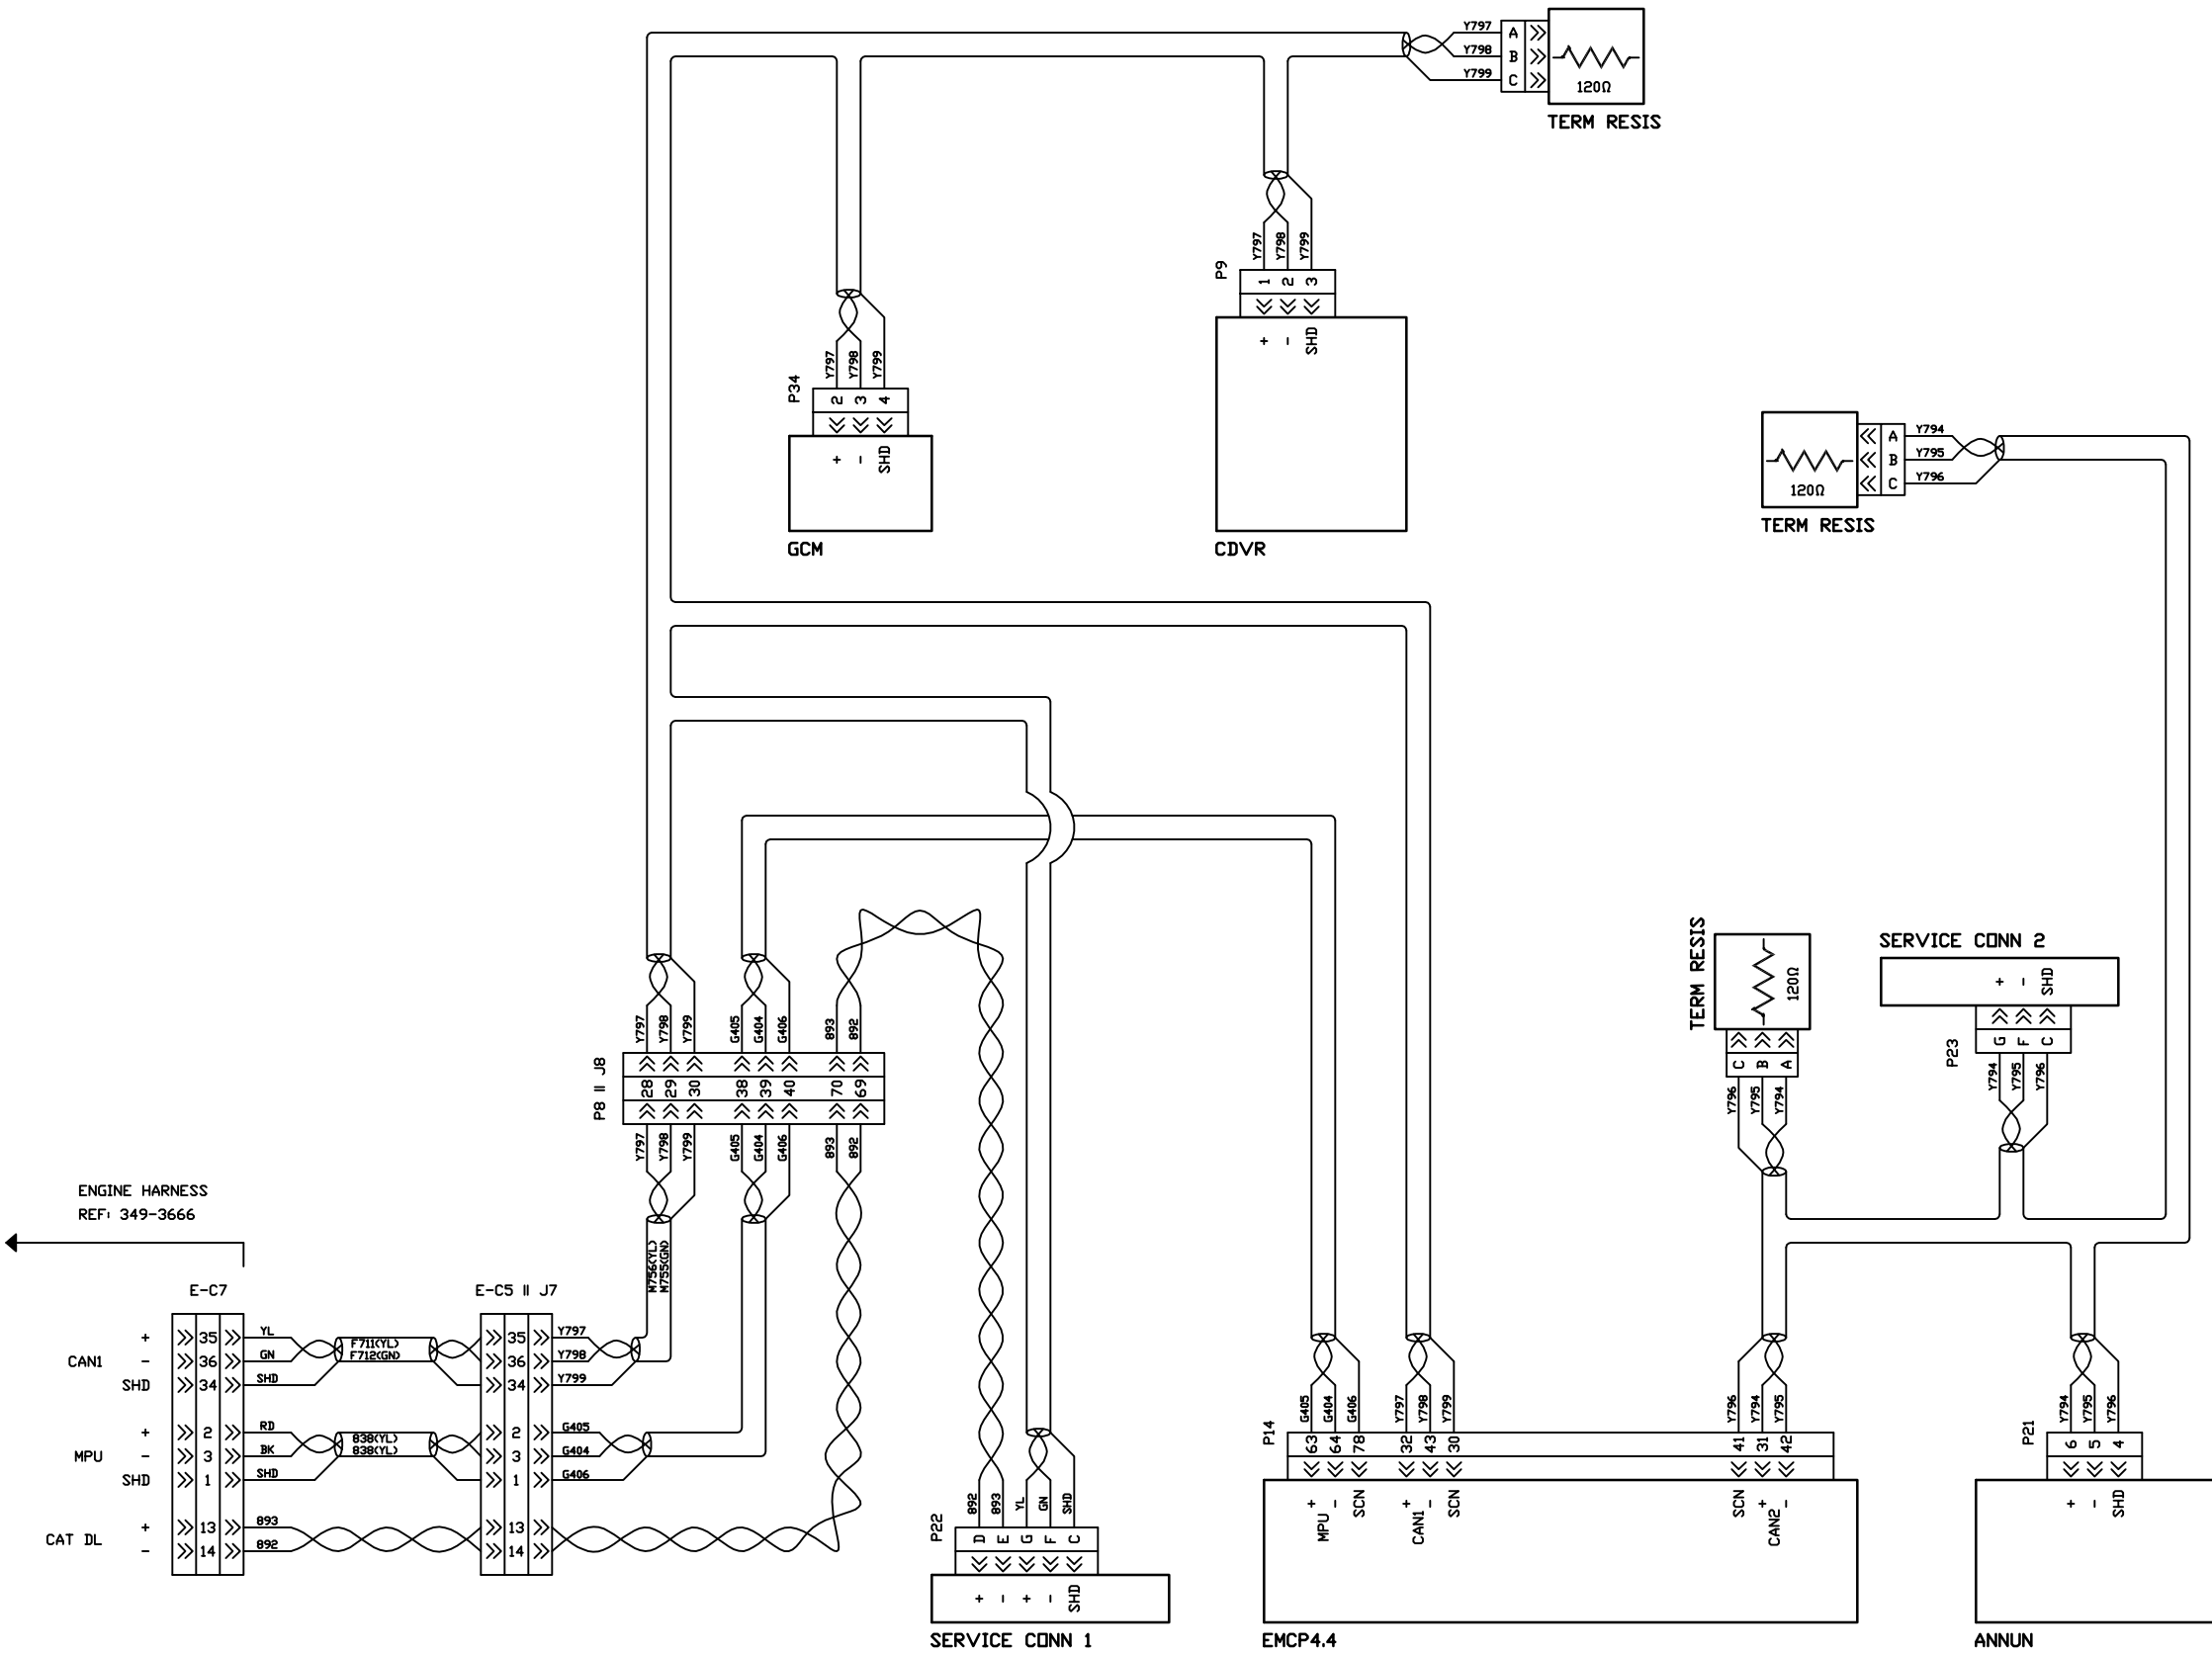 Y797
Y798
Y799
A
B
C
120Ω
TERM RESIS
Y797
Y798
Y799
P9
1
2
3
+
-
SHD
CDVR
Y797
Y798
Y799
P34
2
3
4
+
-
SHD
GCM
120Ω
A
B
C
Y794
Y795
Y796
TERM RESIS
TERM RESIS
120Ω
C
B
A
Y796
Y795
Y794
SERVICE CONN 2
+
-
SHD
P23
G
F
C
Y794
Y795
Y796
Y797
Y798
Y799
G405
G404
G406
893
892
P8 || J8
28
29
30
38
39
40
70
69
Y797
Y798
Y799
G405
G404
G406
893
892
M756(YL)
M755(GN)
ENGINE HARNESS
REF: 349-3666
E-C7
E-C5 || J7
CAN1
+
-
SHD
35
36
34
YL
GN
SHD
F711(YL)
F712(GN)
35
36
34
Y797
Y798
Y799
MPU
+
-
SHD
2
3
1
RD
BK
SHD
838(YL)
838(YL)
2
3
1
G405
G404
G406
CAT DL
+
-
13
14
893
892
13
14
892
893
YL
GN
SHD
P22
D
E
G
F
C
+
-
+
-
SHD
SERVICE CONN 1
G405
G404
G406
Y797
Y798
Y799
Y796
Y794
Y795
P14
63
64
78
32
43
30
41
31
42
+
-
MPU
SCN
+
-
CAN1
SCN
SCN
+
-
CAN2
EMCP4.4
Y794
Y795
Y796
P21
6
5
4
+
-
SHD
ANNUN